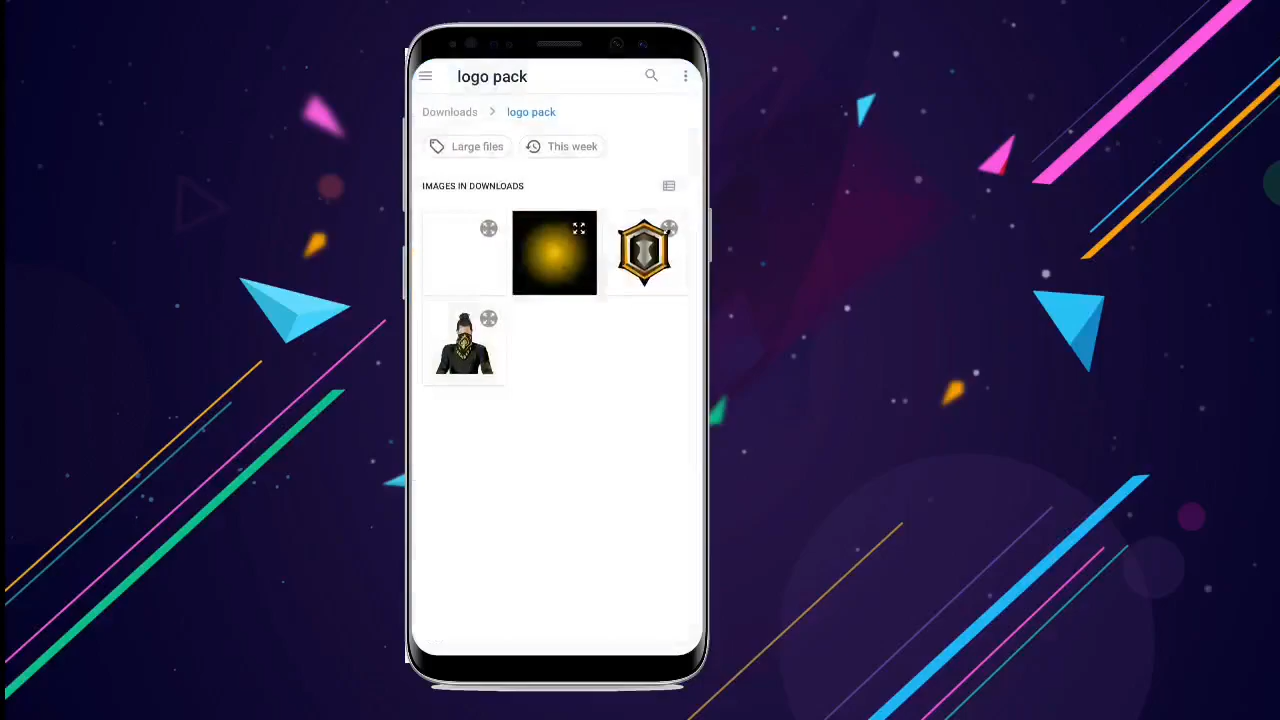 logo pack
Downloads > logo pack
Large files This week
IMAGES IN DOWNLOADS